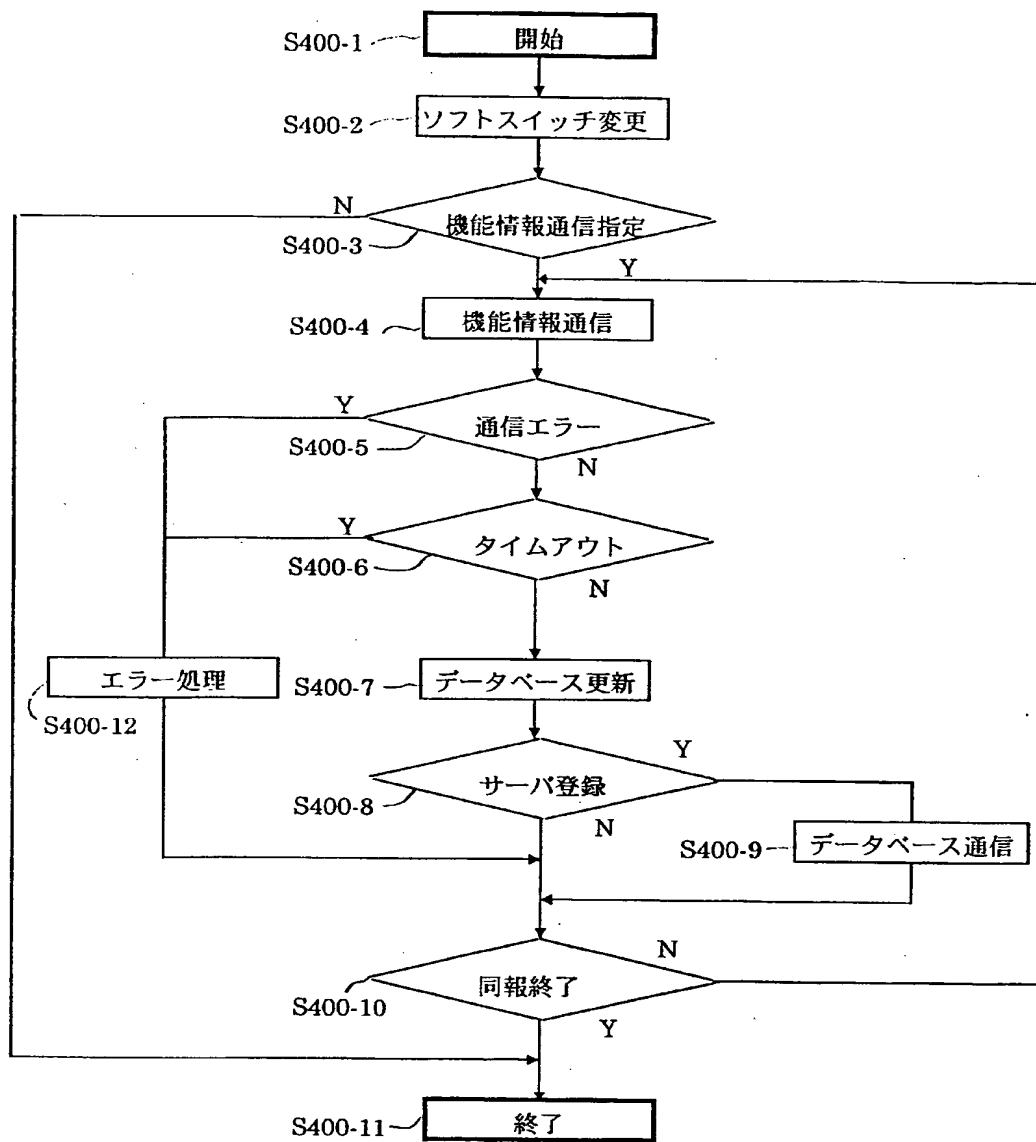 S400-1
開始
S400-2
ソフトスイッチ変更
N
機能情報通信指定
S400-3
Y
S400-4
機能情報通信
Y
通信エラー
S400-5
N
Y
タイムアウト
S400-6
N
エラー処理
S400-7
データベース更新
S400-12
Y
サーバ登録
S400-8
N
S400-9
データベース通信
N
同報終了
S400-10
Y
S400-11
終了